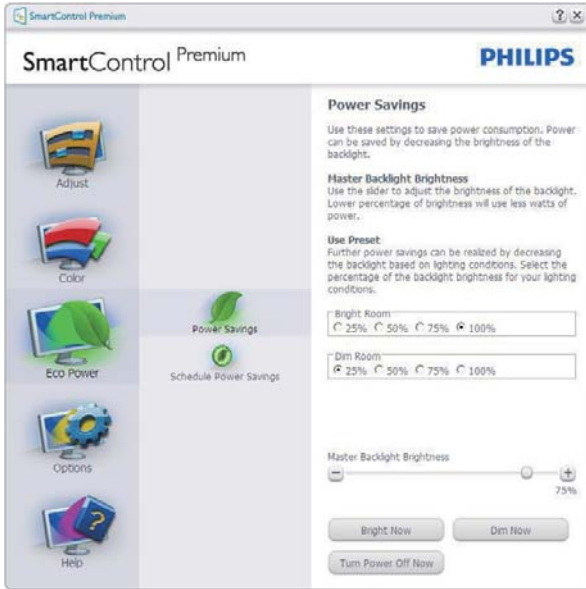 SmartControl Premium
? ×
SmartControl Premium
PHILIPS
Adjust
Color
Eco Power
Options
Help
Power Savings
Schedule Power Savings
Power Savings
Use these settings to save power consumption. Power
can be saved by decreasing the brightness of the
backlight.
Master Backlight Brightness
Use the slider to adjust the brightness of the backlight.
Lower percentage of brightness will use less watts of
power.
Use Preset
Further power savings can be realized by decreasing
the backlight based on lighting conditions. Select the
percentage of the backlight brightness for your lighting
conditions.
Bright Room
25% 50% 75% 100%
Dim Room
25% 50% 75% 100%
Master Backlight Brightness
75%
Bright Now Dim Now
Turn Power Off Now